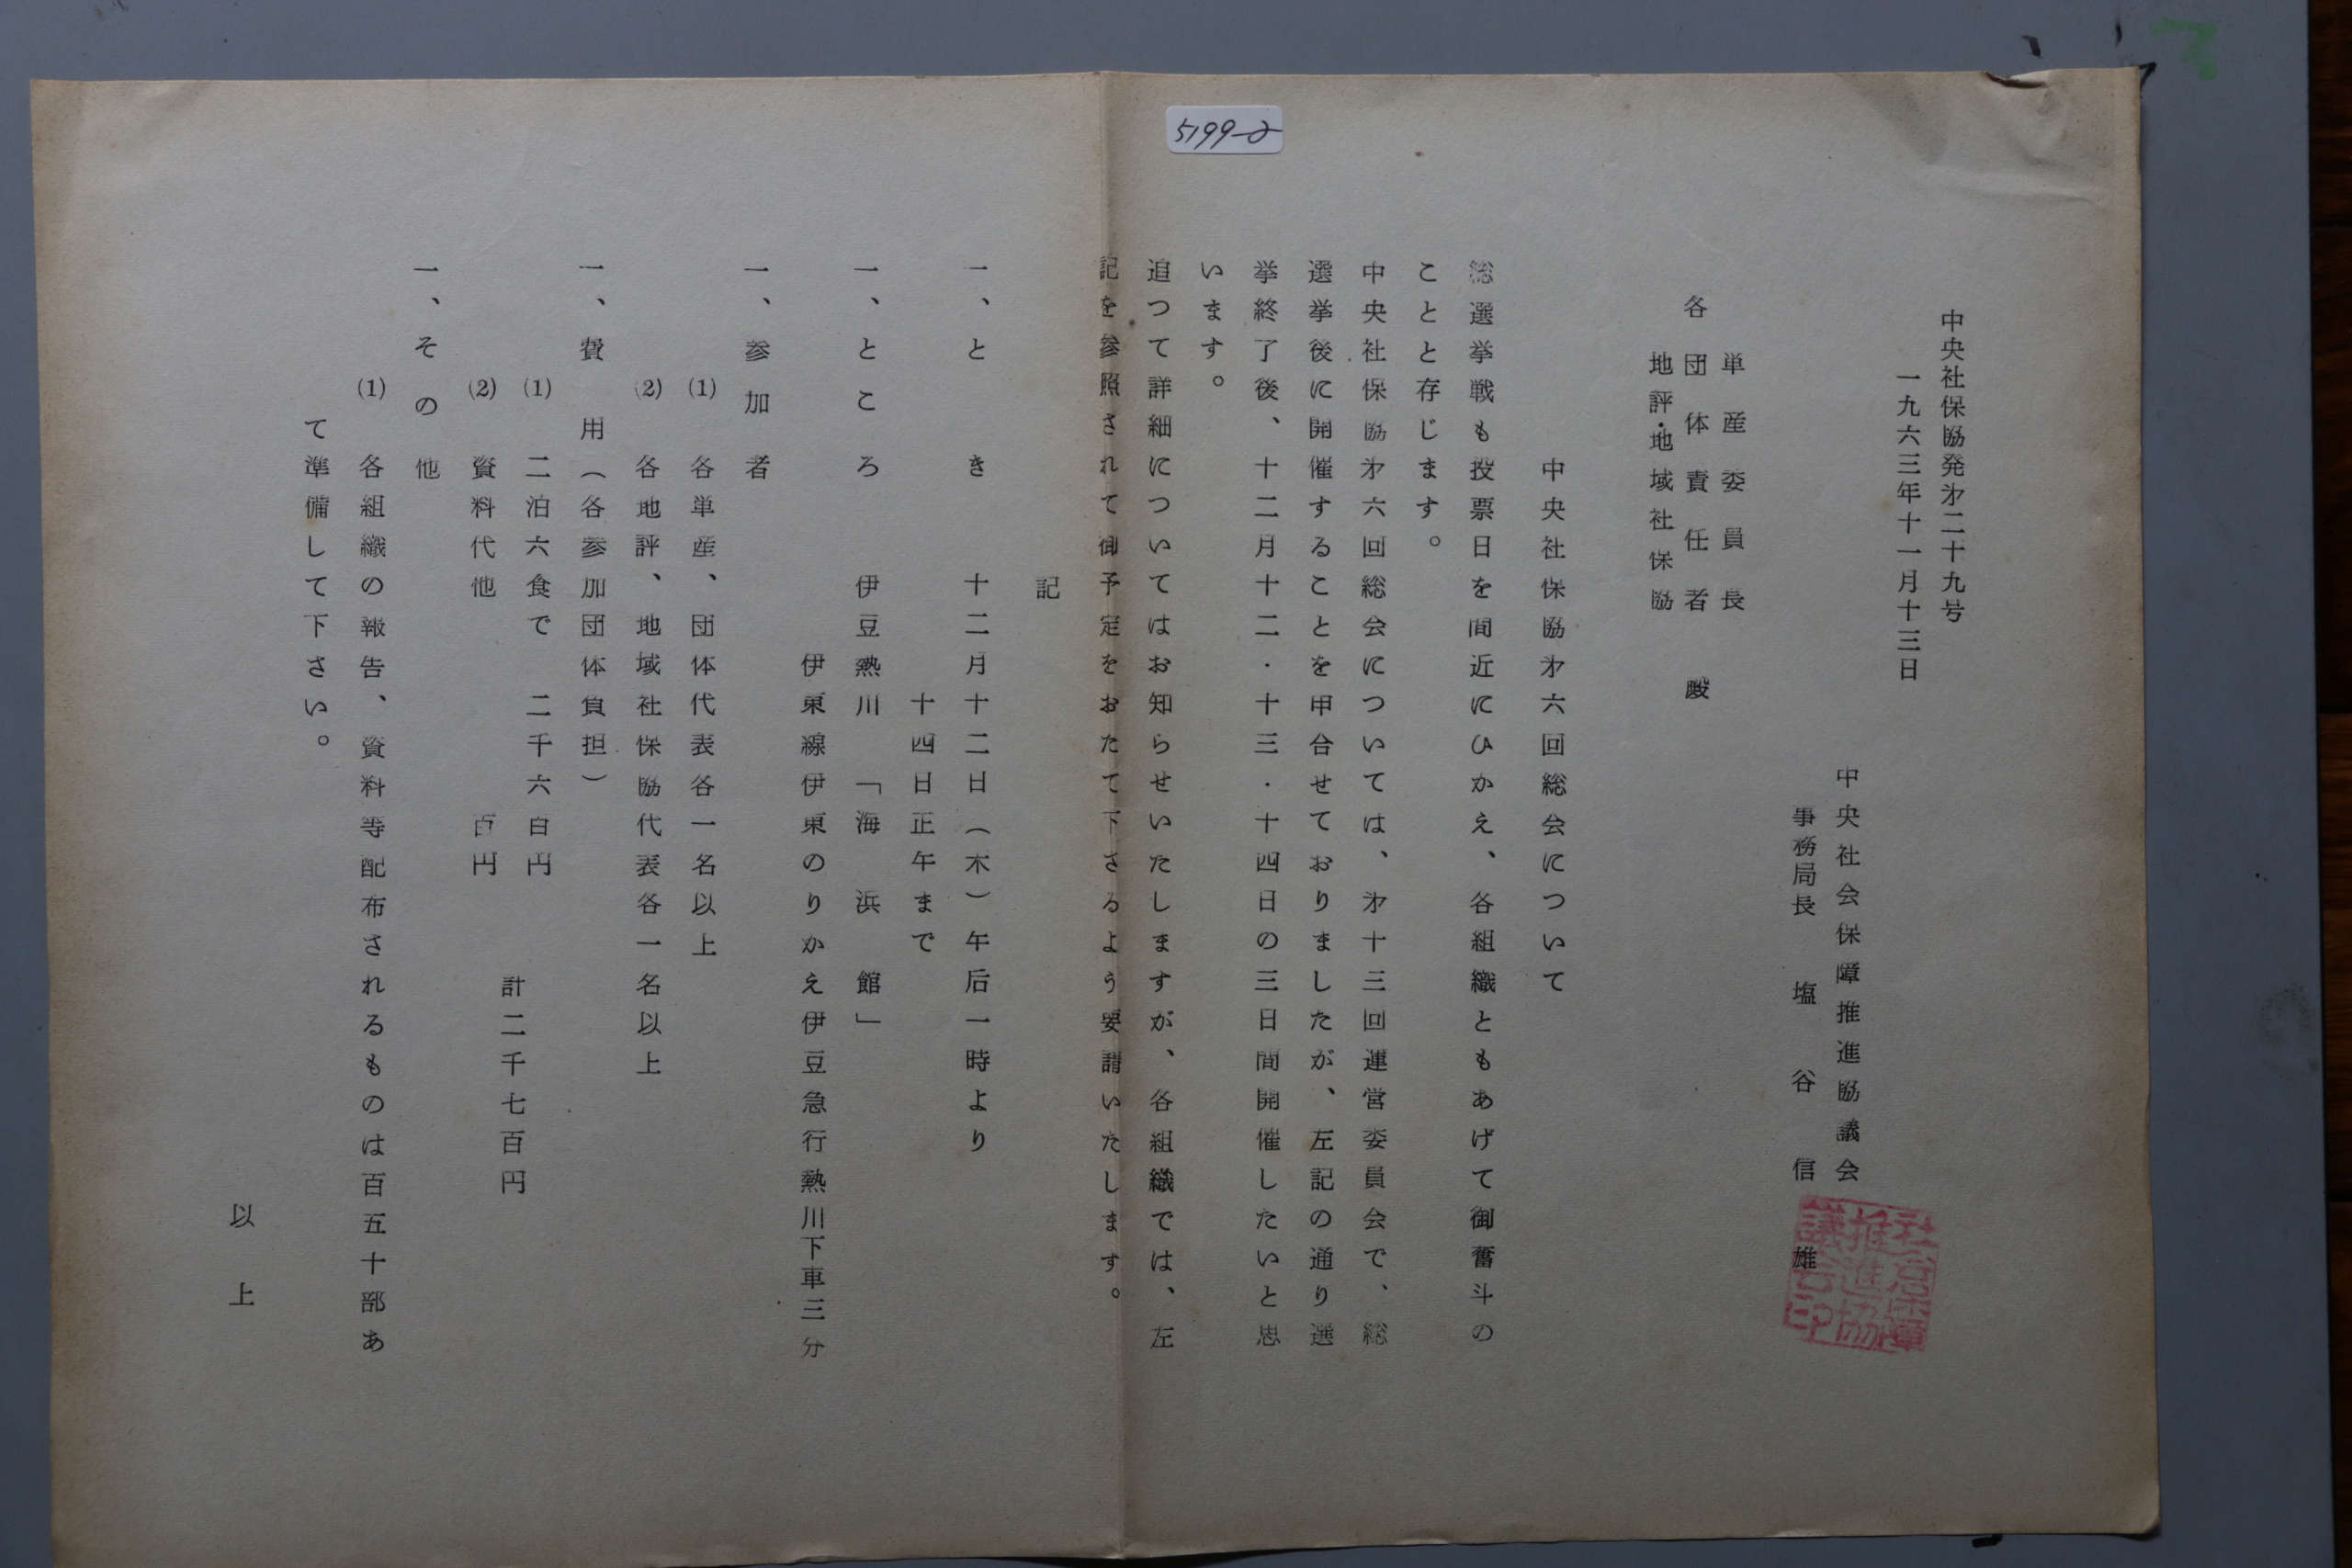 5199-2
中央社保協発才二十九号
一九六三年十一月十三日
中央社会保障推進協議会
事務局長　塩谷信雄
社会保障
推進協
議会印
単産委員長
各団体責任者　殿
地評・地域社保協
中央社保協才六回総会について
総選挙戦も投票日を間近にひかえ、各組織ともあげて御奮斗の
ことと存じます。
中央社保協才六回総会については、才十三回運営委員会で、総
選挙後に開催することを申合せておりましたが、左記の通り選
挙終了後、十二月十二・十三・十四日の三日間開催したいと思
います。
追つて詳細についてはお知らせいたしますが、各組織では、左
記を参照されて御予定をおたて下さるよう要請いたします。
記
一、とき　十二月十二日（木）午后一時より
十四日正午まで
一、ところ　伊豆熱川「海浜館」
伊東線伊東のりかえ伊豆急行熱川下車三分
一、参加者
(1)　各単産、団体代表各一名以上
(2)　各地評、地域社保協代表各一名以上
一、費用（各参加団体負担）
(1)　二泊六食で　二千六百円
(2)　資料代他　百円
計二千七百円
一、その他
(1)　各組織の報告、資料等配布されるものは百五十部あ
て準備して下さい。
以上